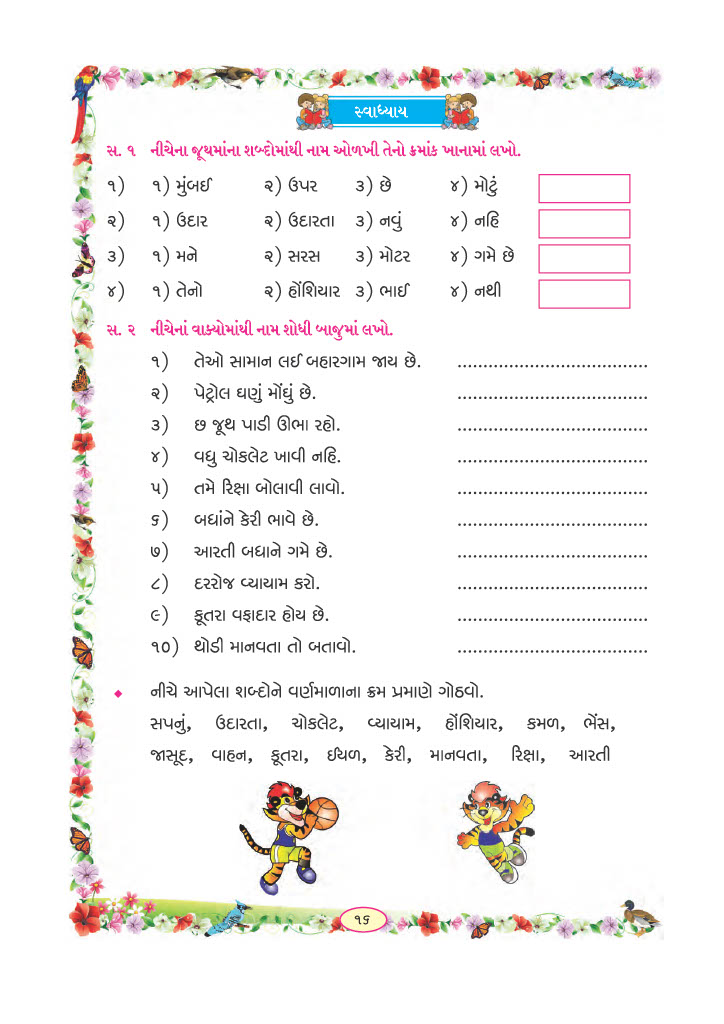 સ્વાધ્યાય
સ. ૧ નીચેના જૂથમાંના શબ્દોમાંથી નામ ઓળખી તેનો ક્રમાંક ખાનામાં લખો.
૧) ૧) મુંબઈ ૨) ઉપર ૩) છે ૪) મોટું
૨) ૧) ઉદાર ૨) ઉદારતા ૩) નવું ૪) નહિ
૩) ૧) મને ૨) સરસ ૩) મોટર ૪) ગમે છે
૪) ૧) તેનો ૨) હોંશિયાર ૩) ભાઈ ૪) નથી
સ. ૨ નીચેનાં વાક્યોમાંથી નામ શોધી બાજુમાં લખો.
૧) તેઓ સામાન લઈ બહારગામ જાય છે. .....................................
૨) પેટ્રોલ ઘણું મોંઘું છે. .....................................
૩) છ જૂથ પાડી ઊભા રહો. .....................................
૪) વધુ ચોકલેટ ખાવી નહિ. .....................................
૫) તમે રિક્ષા બોલાવી લાવો. .....................................
૬) બધાંને કેરી ભાવે છે. .....................................
૭) આરતી બધાને ગમે છે. .....................................
૮) દરરોજ વ્યાયામ કરો. .....................................
૯) કૂતરા વફાદાર હોય છે. .....................................
૧૦) થોડી માનવતા તો બતાવો. .....................................
નીચે આપેલા શબ્દોને વર્ણમાળાના ક્રમ પ્રમાણે ગોઠવો.
સપનું, ઉદારતા, ચોકલેટ, વ્યાયામ, હોંશિયાર, કમળ, ભેંસ,
જાસૂદ, વાહન, કૂતરા, ઈયળ, કેરી, માનવતા, રિક્ષા, આરતી
૧૬